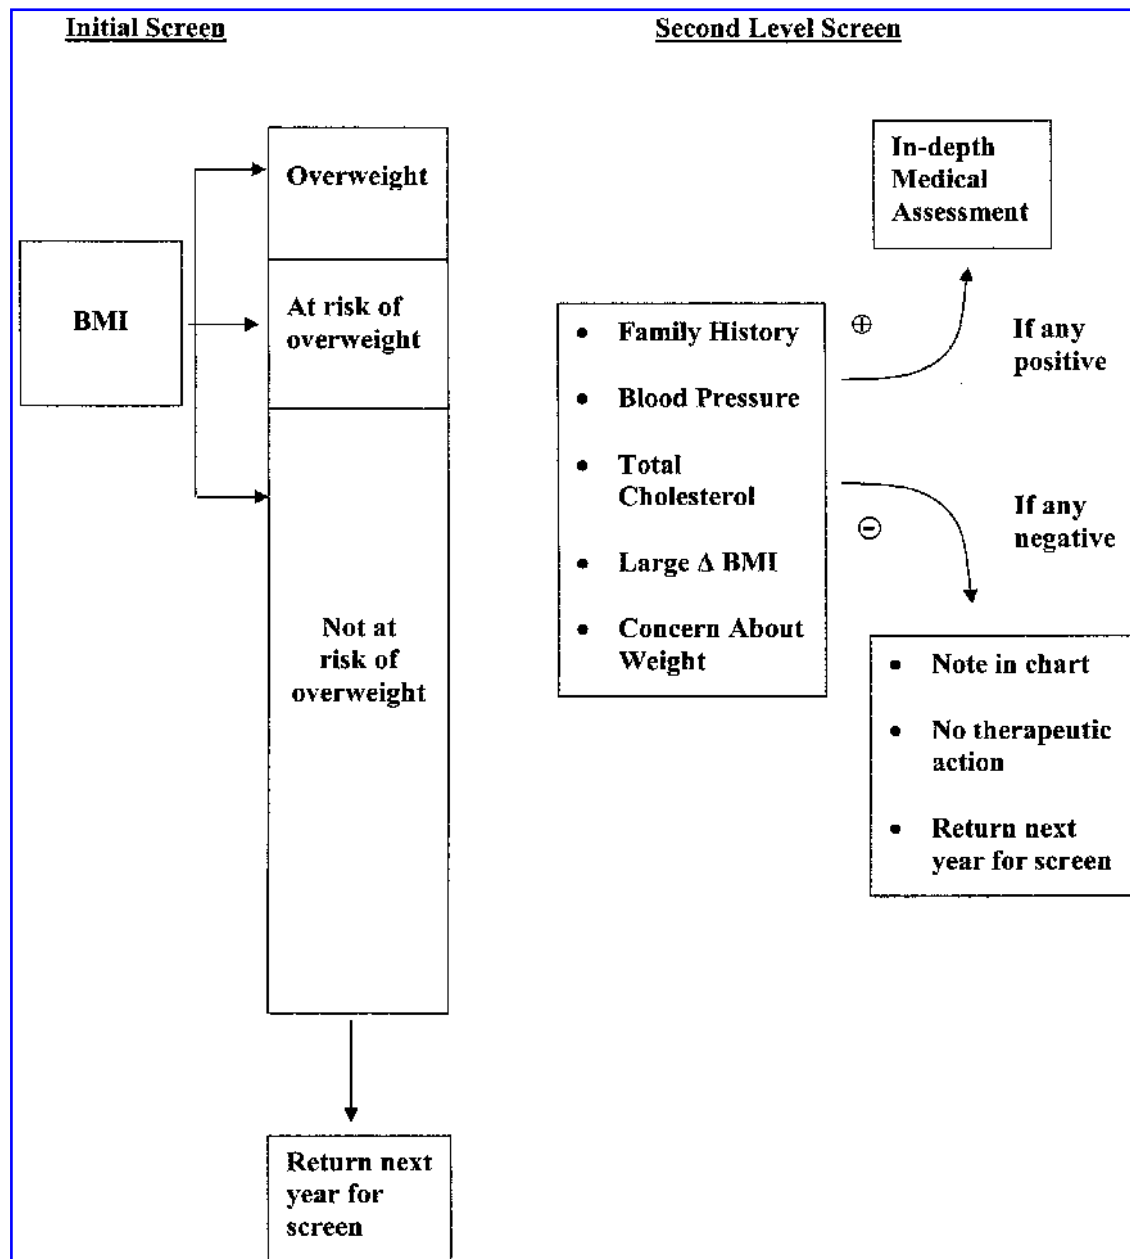 Initial Screen
Second Level Screen
BMI
Overweight
At risk of
overweight
Not at
risk of
overweight
Return next
year for
screen
• Family History
• Blood Pressure
• Total
Cholesterol
• Large Δ BMI
• Concern About
Weight
⊕
If any
positive
In-depth
Medical
Assessment
⊖
If any
negative
• Note in chart
• No therapeutic
action
• Return next
year for screen